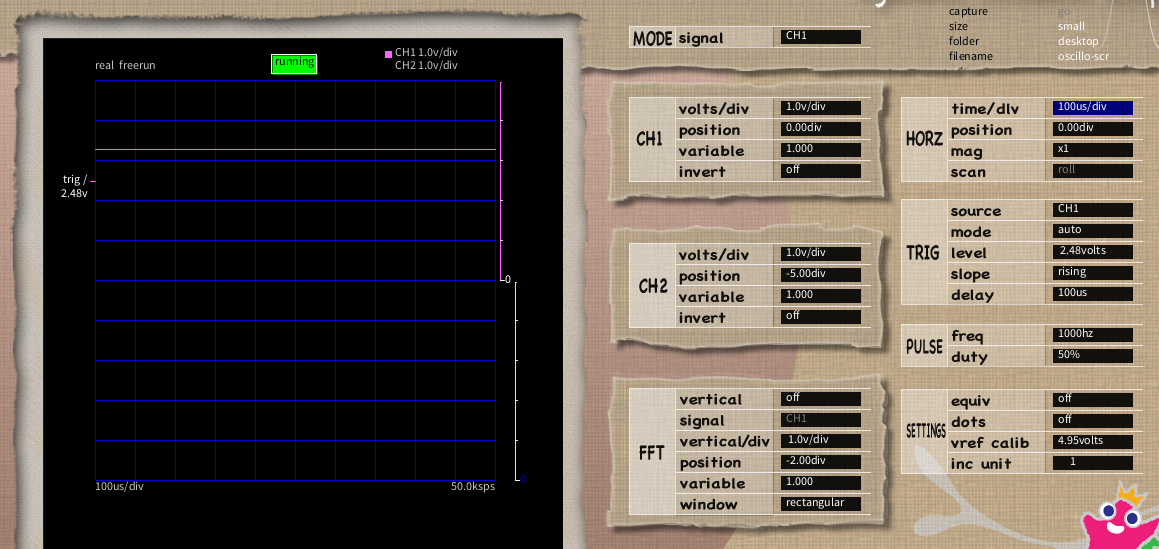 real freerun
running
CH1 1.0v/div
CH2 1.0v/div
trig /
2.48v
0
0
100us/div
50.0ksps
MODE signal CH1
capture go
size small
folder desktop
filename oscillo-scr
CH1
volts/div 1.0v/div
position 0.00div
variable 1.000
invert off
CH2
volts/div 1.0v/div
position -5.00div
variable 1.000
invert off
FFT
vertical off
signal CH1
vertical/div 1.0v/div
position -2.00div
variable 1.000
window rectangular
HORZ
time/dlv 100us/div
position 0.00div
mag x1
scan roll
TRIG
source CH1
mode auto
level 2.48volts
slope rising
delay 100us
PULSE
freq 1000hz
duty 50%
SETTINGS
equiv off
dots off
vref calib 4.95volts
inc unit 1